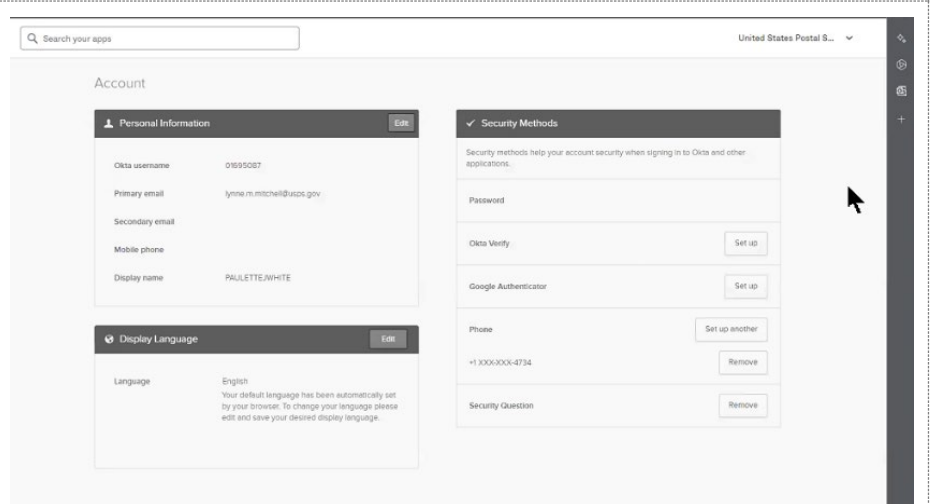 Search your apps
United States Postal S...
Account
Personal Information
Edit
Okta username
01695087
Primary email
lynne.m.mitchell@usps.gov
Secondary email
Mobile phone
Display name
PAULETTEJWHITE
Display Language
Edit
Language
English
Your default language has been automatically set
by your browser. To change your language please
edit and save your desired display language.
Security Methods
Security methods help your account security when signing in to Okta and other
applications.
Password
Okta Verify
Set up
Google Authenticator
Set up
Phone
Set up another
+1 XXX-XXX-4734
Remove
Security Question
Remove